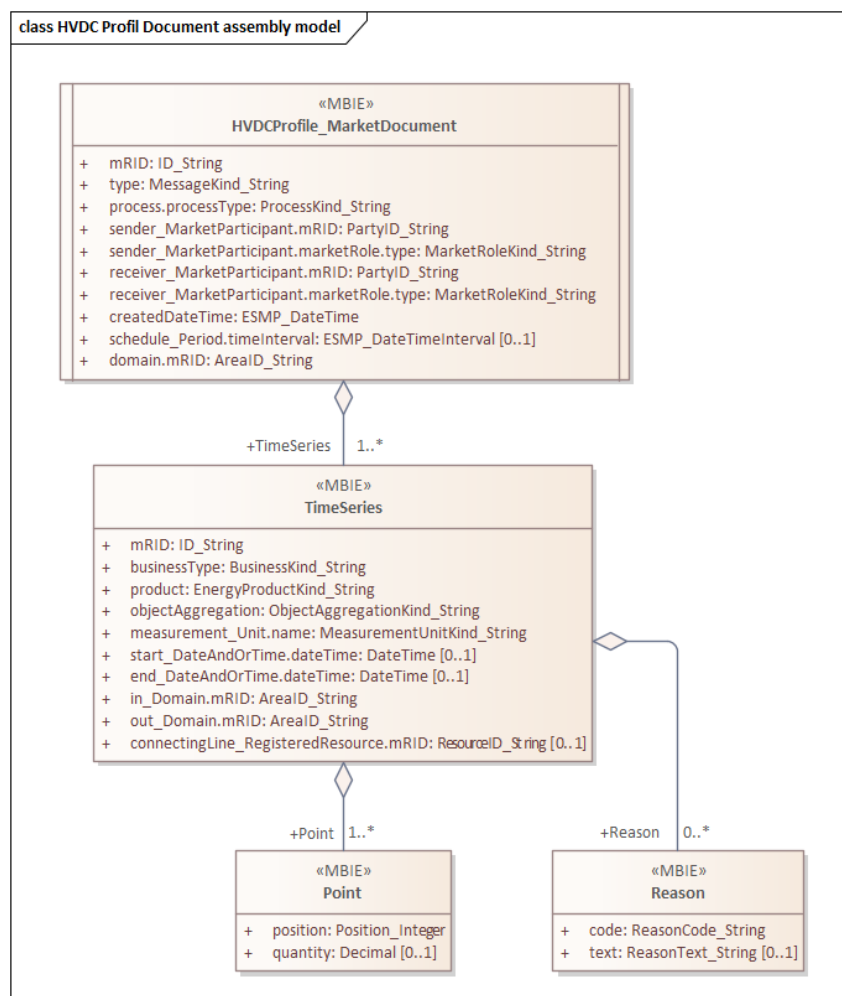 class HVDC Profil Document assembly model
«MBIE»
HVDCProfile_MarketDocument
+ mRID: ID_String
+ type: MessageKind_String
+ process.processType: ProcessKind_String
+ sender_MarketParticipant.mRID: PartyID_String
+ sender_MarketParticipant.marketRole.type: MarketRoleKind_String
+ receiver_MarketParticipant.mRID: PartyID_String
+ receiver_MarketParticipant.marketRole.type: MarketRoleKind_String
+ createdDateTime: ESMP_DateTime
+ schedule_Period.timeInterval: ESMP_DateTimeInterval [0..1]
+ domain.mRID: AreaID_String
+TimeSeries 1..*
«MBIE»
TimeSeries
+ mRID: ID_String
+ businessType: BusinessKind_String
+ product: EnergyProductKind_String
+ objectAggregation: ObjectAggregationKind_String
+ measurement_Unit.name: MeasurementUnitKind_String
+ start_DateAndOrTime.dateTime: DateTime [0..1]
+ end_DateAndOrTime.dateTime: DateTime [0..1]
+ in_Domain.mRID: AreaID_String
+ out_Domain.mRID: AreaID_String
+ connectingLine_RegisteredResource.mRID: ResourceID_String [0..1]
+Point 1..*
+Reason 0..*
«MBIE»
Point
+ position: Position_Integer
+ quantity: Decimal [0..1]
«MBIE»
Reason
+ code: ReasonCode_String
+ text: ReasonText_String [0..1]